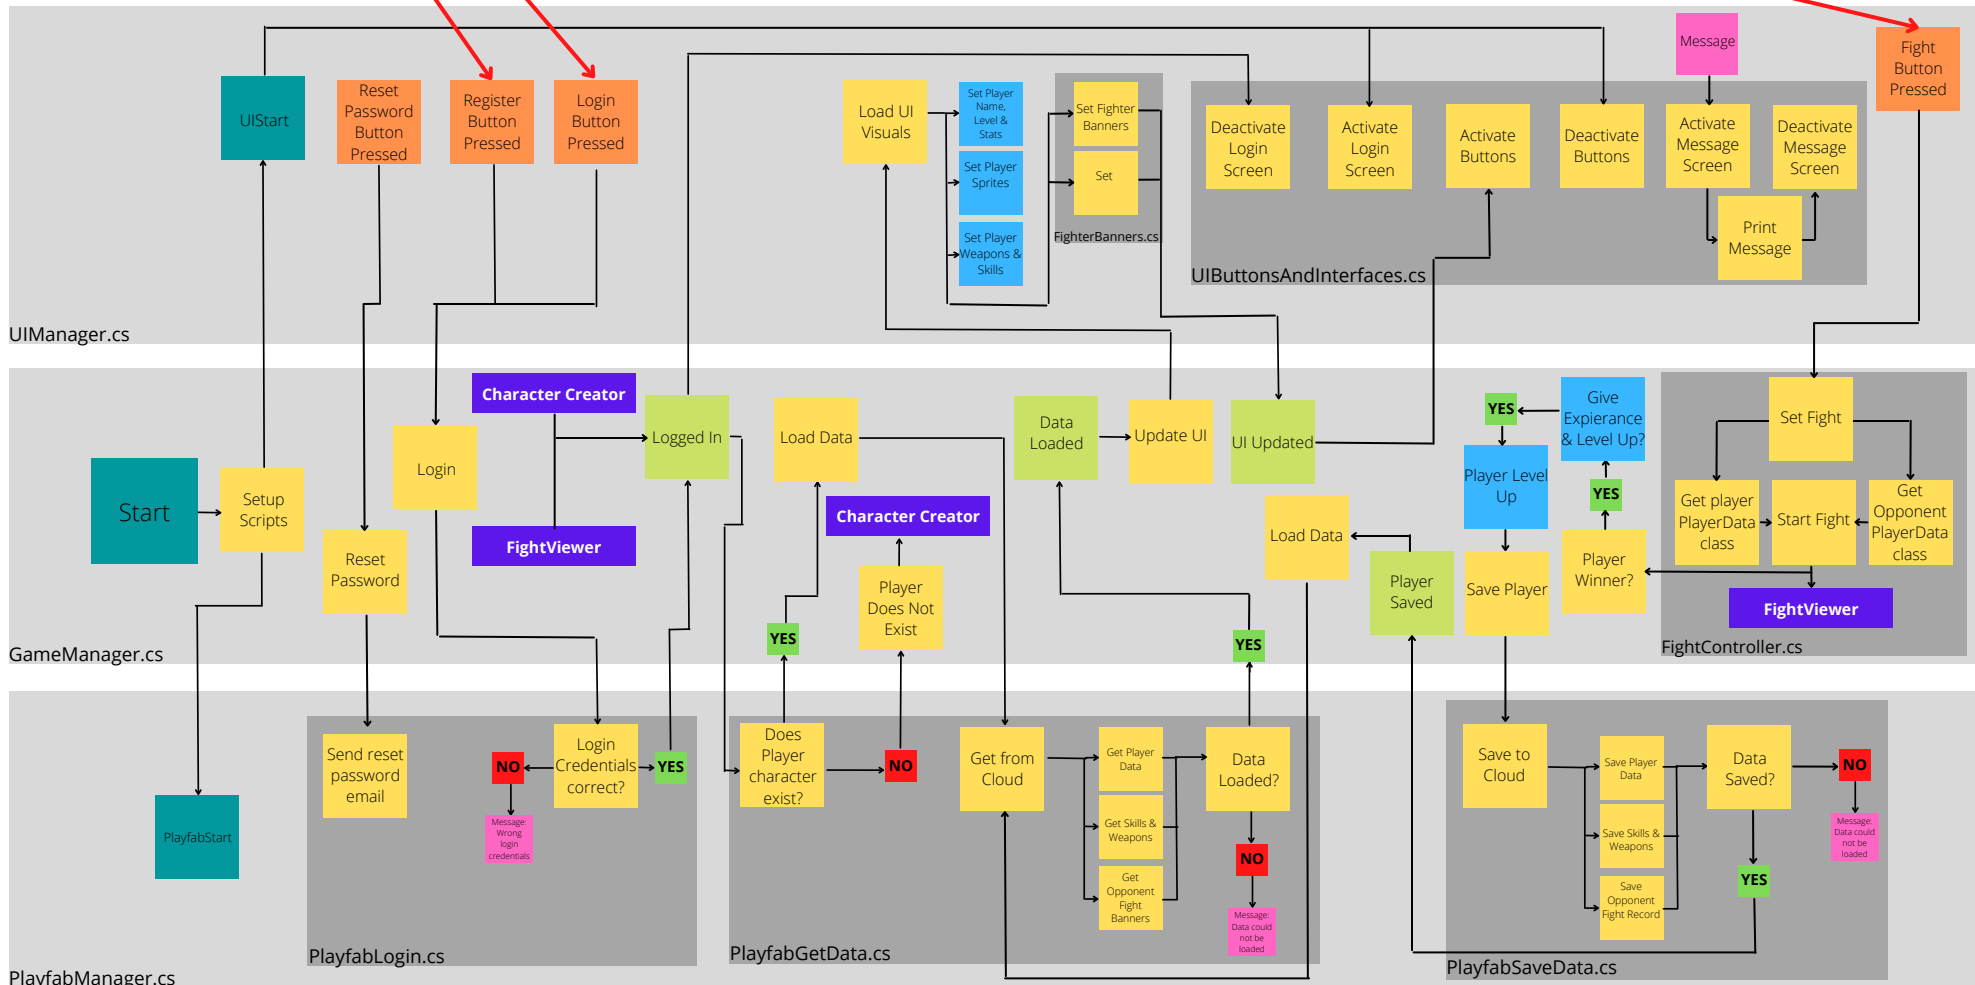 Message
Fight
Button
Pressed
UIStart
Reset
Password
Button
Pressed
Register
Button
Pressed
Login
Button
Pressed
Load UI
Visuals
Set Player
Name,
Level &
Stats
Set Player
Sprites
Set Player
Weapons &
Skills
Set Fighter
Banners
Set
FighterBanners.cs
Deactivate
Login
Screen
Activate
Login
Screen
Activate
Buttons
Deactivate
Buttons
Activate
Message
Screen
Deactivate
Message
Screen
Print
Message
UIButtonsAndInterfaces.cs
UIManager.cs
Start
Setup
Scripts
Reset
Password
Login
Character Creator
FightViewer
Logged In
Load Data
Character Creator
Player
Does Not
Exist
YES
Data
Loaded
Update UI
UI Updated
YES
Load Data
Player
Saved
YES
Give
Expierance
& Level Up?
Player Level
Up
YES
Save Player
Player
Winner?
Set Fight
Get player
PlayerData
class
Start Fight
Get
Opponent
PlayerData
class
FightViewer
FightController.cs
GameManager.cs
PlayfabStart
Send reset
password
email
NO
Login
Credentials
correct?
YES
Message:
Wrong
login
credentials
PlayfabLogin.cs
Does
Player
character
exist?
NO
Get from
Cloud
Get Player
Data
Get Skills &
Weapons
Get
Opponent
Fight
Banners
Data
Loaded?
NO
Message:
Data could
not be
loaded
PlayfabGetData.cs
Save to
Cloud
Save Player
Data
Save Skills &
Weapons
Save
Opponent
Fight Record
Data
Saved?
NO
Message:
Data could
not be
loaded
YES
PlayfabSaveData.cs
PlayfabManager.cs